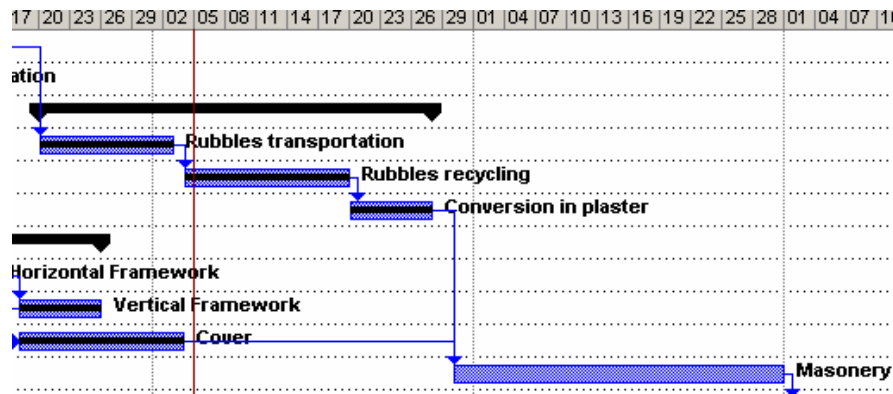 17 20 23 26 29 02 05 08 11 14 17 20 23 26 29 01 04 07 10 13 16 19 22 25 28 01 04 07 1
ation
Rubbles transportation
Rubbles recycling
Conversion in plaster
Horizontal Framework
Vertical Framework
Cover
Masonery